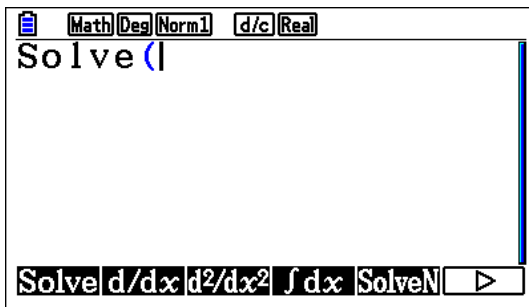 Math Deg Norm1 d/c Real
Solve(
Solve d/dx d²/dx² ∫dx SolveN ▷